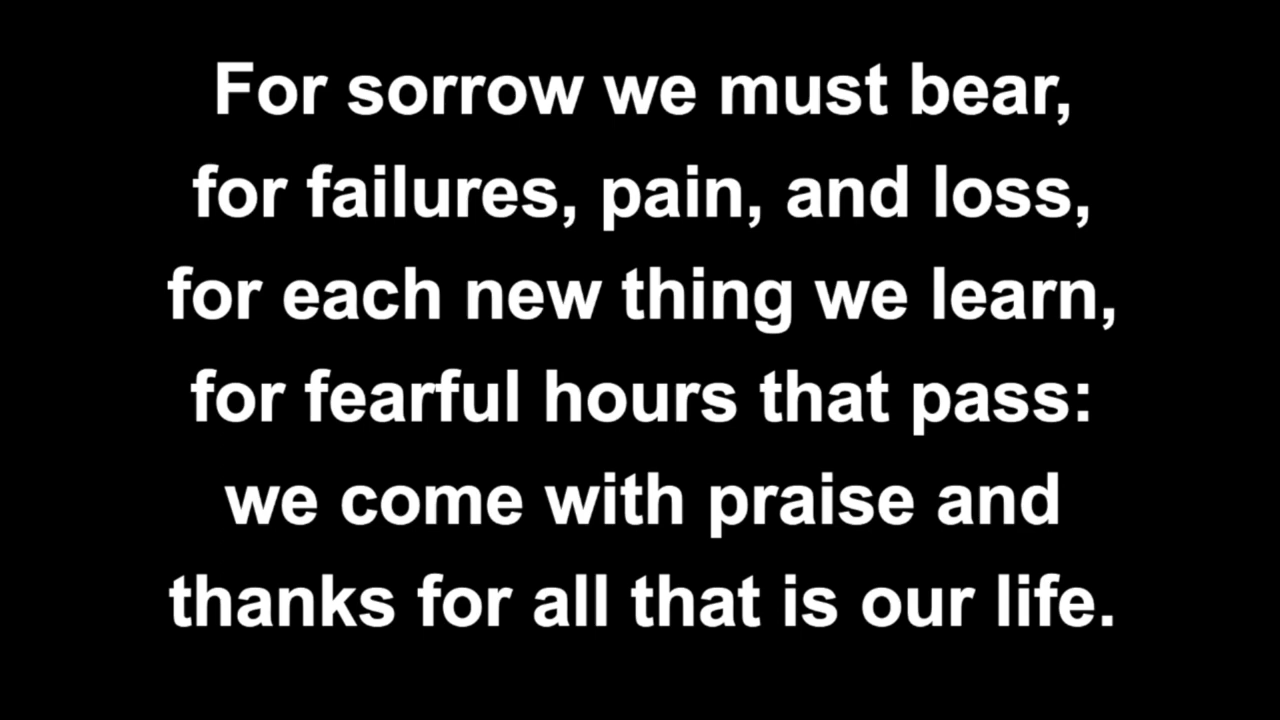 For sorrow we must bear,
for failures, pain, and loss,
for each new thing we learn,
for fearful hours that pass:
we come with praise and
thanks for all that is our life.